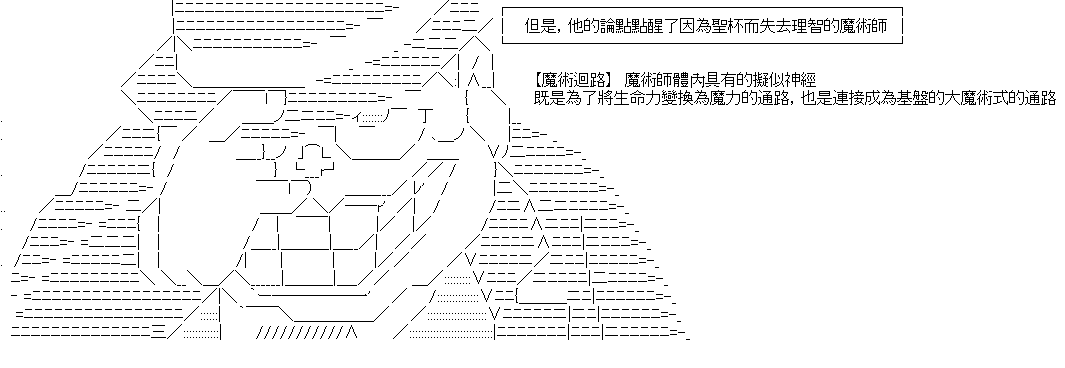 但是，他的論點點醒了因為聖杯而失去理智的魔術師
【魔術迴路】　魔術師體內具有的擬似神經
既是為了將生命力變換為魔力的通路，也是連接成為基盤的大魔術式的通路